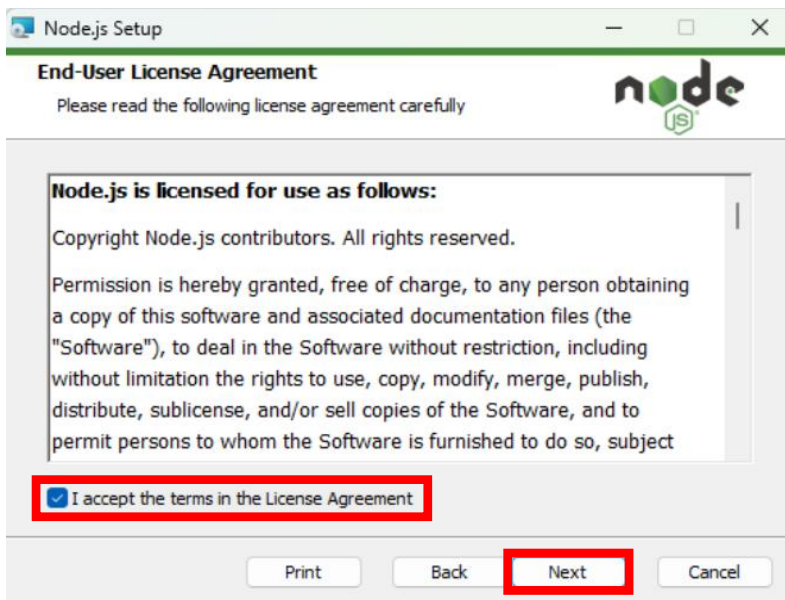 Node.js Setup
End-User License Agreement
Please read the following license agreement carefully
node
JS
Node.js is licensed for use as follows:
Copyright Node.js contributors. All rights reserved.
Permission is hereby granted, free of charge, to any person obtaining
a copy of this software and associated documentation files (the
"Software"), to deal in the Software without restriction, including
without limitation the rights to use, copy, modify, merge, publish,
distribute, sublicense, and/or sell copies of the Software, and to
permit persons to whom the Software is furnished to do so, subject
I accept the terms in the License Agreement
Print Back Next Cancel